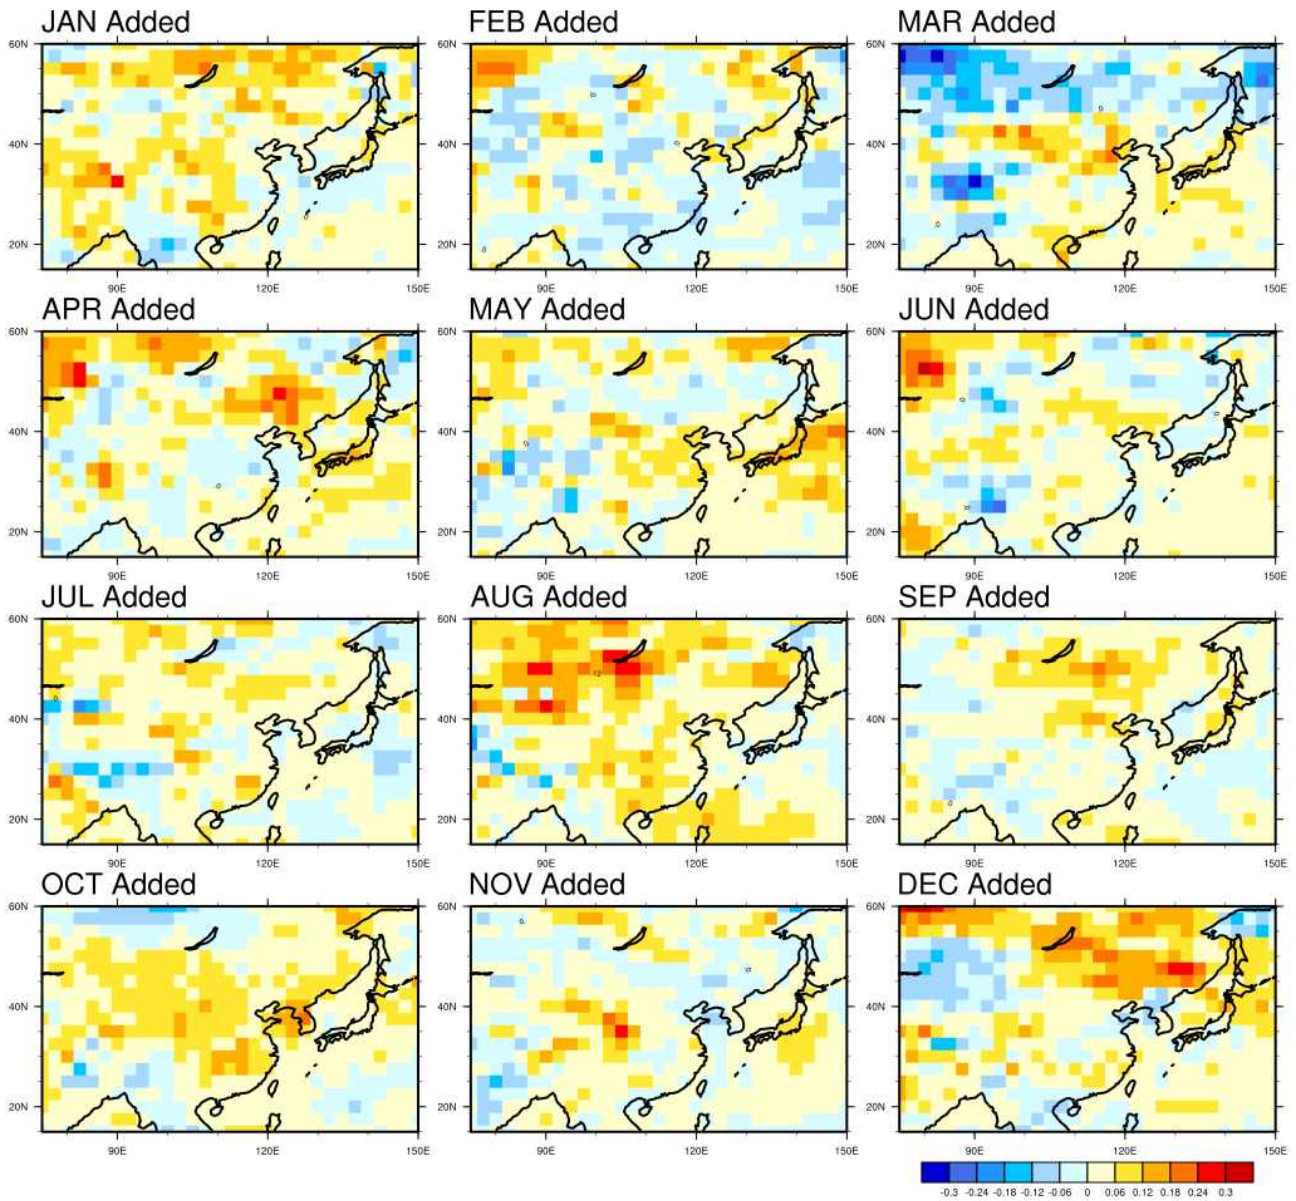 JAN Added FEB Added MAR Added
60N 60N 60N
40N 40N 40N
20N 20N 20N
90E 120E 150E 90E 120E 150E 90E 120E 150E
APR Added MAY Added JUN Added
60N 60N 60N
40N 40N 40N
20N 20N 20N
90E 120E 150E 90E 120E 150E 90E 120E 150E
JUL Added AUG Added SEP Added
60N 60N 60N
12
40N 40N 40N
20N 20N 20N
90E 120E 150E 90E 120E 150E 90E 120E 150E
OCT Added NOV Added DEC Added
60N 60N 60N
40N 40N 40N
20N 20N 20N
90E 120E 150E 90E 120E 150E 90E 120E 150E
-0.3 -0.24 -0.18 -0.12 -0.06 0 0.06 0.12 0.18 0.24 0.3